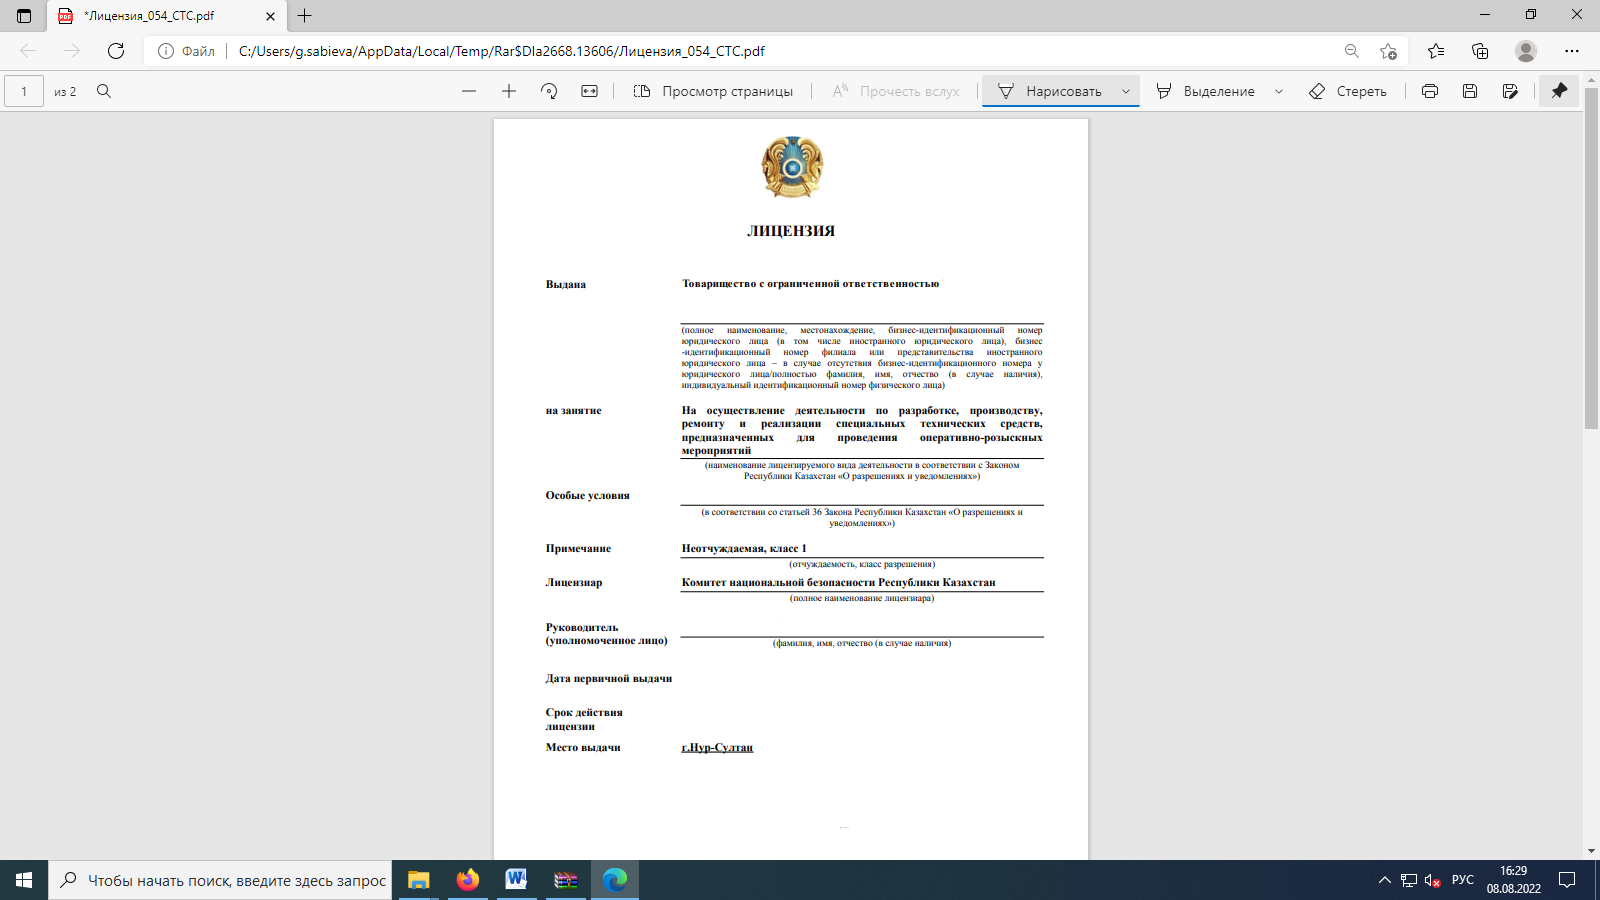 *Лицензия_054_СТС.pdf
Файл
C:/Users/g.sabieva/AppData/Local/Temp/Rar$DIa2668.13606/Лицензия_054_СТС.pdf
1 из 2
Просмотр страницы
Прочесть вслух
Нарисовать
Выделение
Стереть
ЛИЦЕНЗИЯ
Выдана Товарищество с ограниченной ответственностью
(полное наименование, местонахождение, бизнес-идентификационный номер
юридического лица (в том числе иностранного юридического лица), бизнес
-идентификационный номер филиала или представительства иностранного
юридического лица – в случае отсутствия бизнес-идентификационного номера у
юридического лица/полностью фамилия, имя, отчество (в случае наличия),
индивидуальный идентификационный номер физического лица)
на занятие На осуществление деятельности по разработке, производству,
ремонту и реализации специальных технических средств,
предназначенных для проведения оперативно-розыскных
мероприятий
(наименование лицензируемого вида деятельности в соответствии с Законом
Республики Казахстан «О разрешениях и уведомлениях»)
Особые условия
(в соответствии со статьей 36 Закона Республики Казахстан «О разрешениях и
уведомлениях»)
Примечание Неотчуждаемая, класс 1
(отчуждаемость, класс разрешения)
Лицензиар Комитет национальной безопасности Республики Казахстан
(полное наименование лицензиара)
Руководитель
(уполномоченное лицо)
(фамилия, имя, отчество (в случае наличия)
Дата первичной выдачи
Срок действия
лицензии
Место выдачи г.Нур-Султан
Чтобы начать поиск, введите здесь запрос
РУС
16:29
08.08.2022